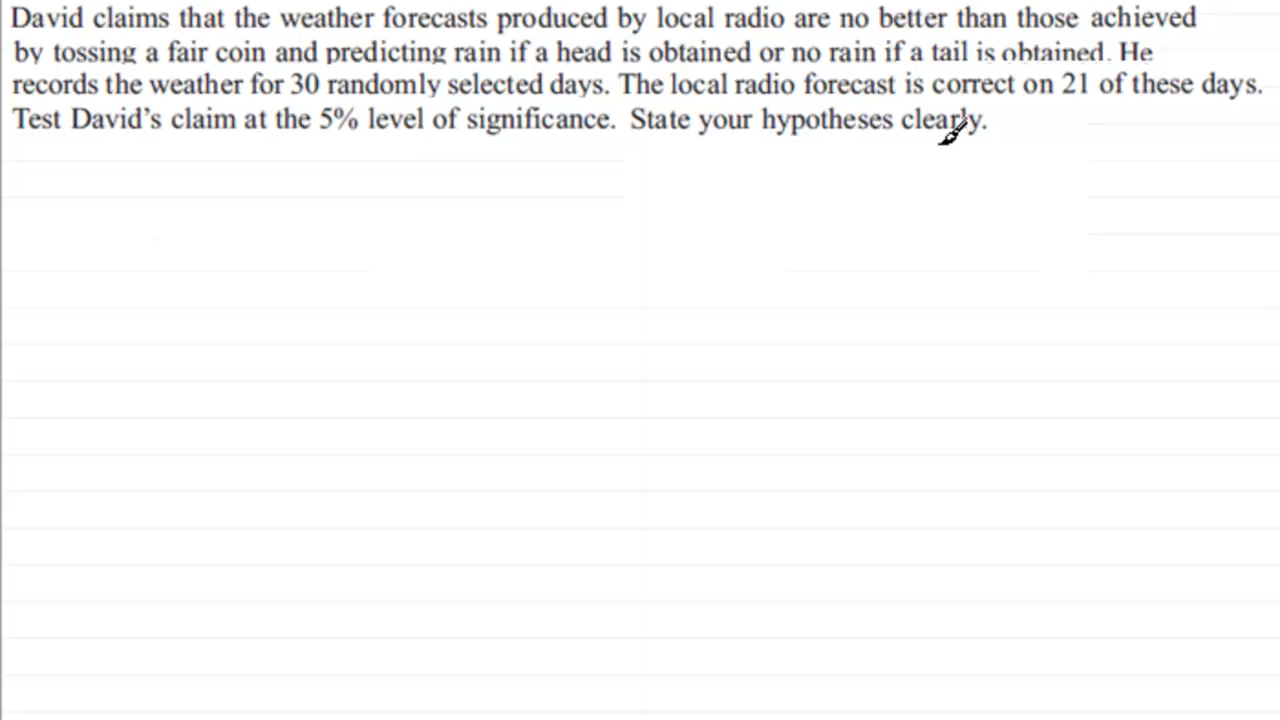 David claims that the weather forecasts produced by local radio are no better than those achieved
by tossing a fair coin and predicting rain if a head is obtained or no rain if a tail is obtained. He
records the weather for 30 randomly selected days. The local radio forecast is correct on 21 of these days.
Test David's claim at the 5% level of significance. State your hypotheses clearly.